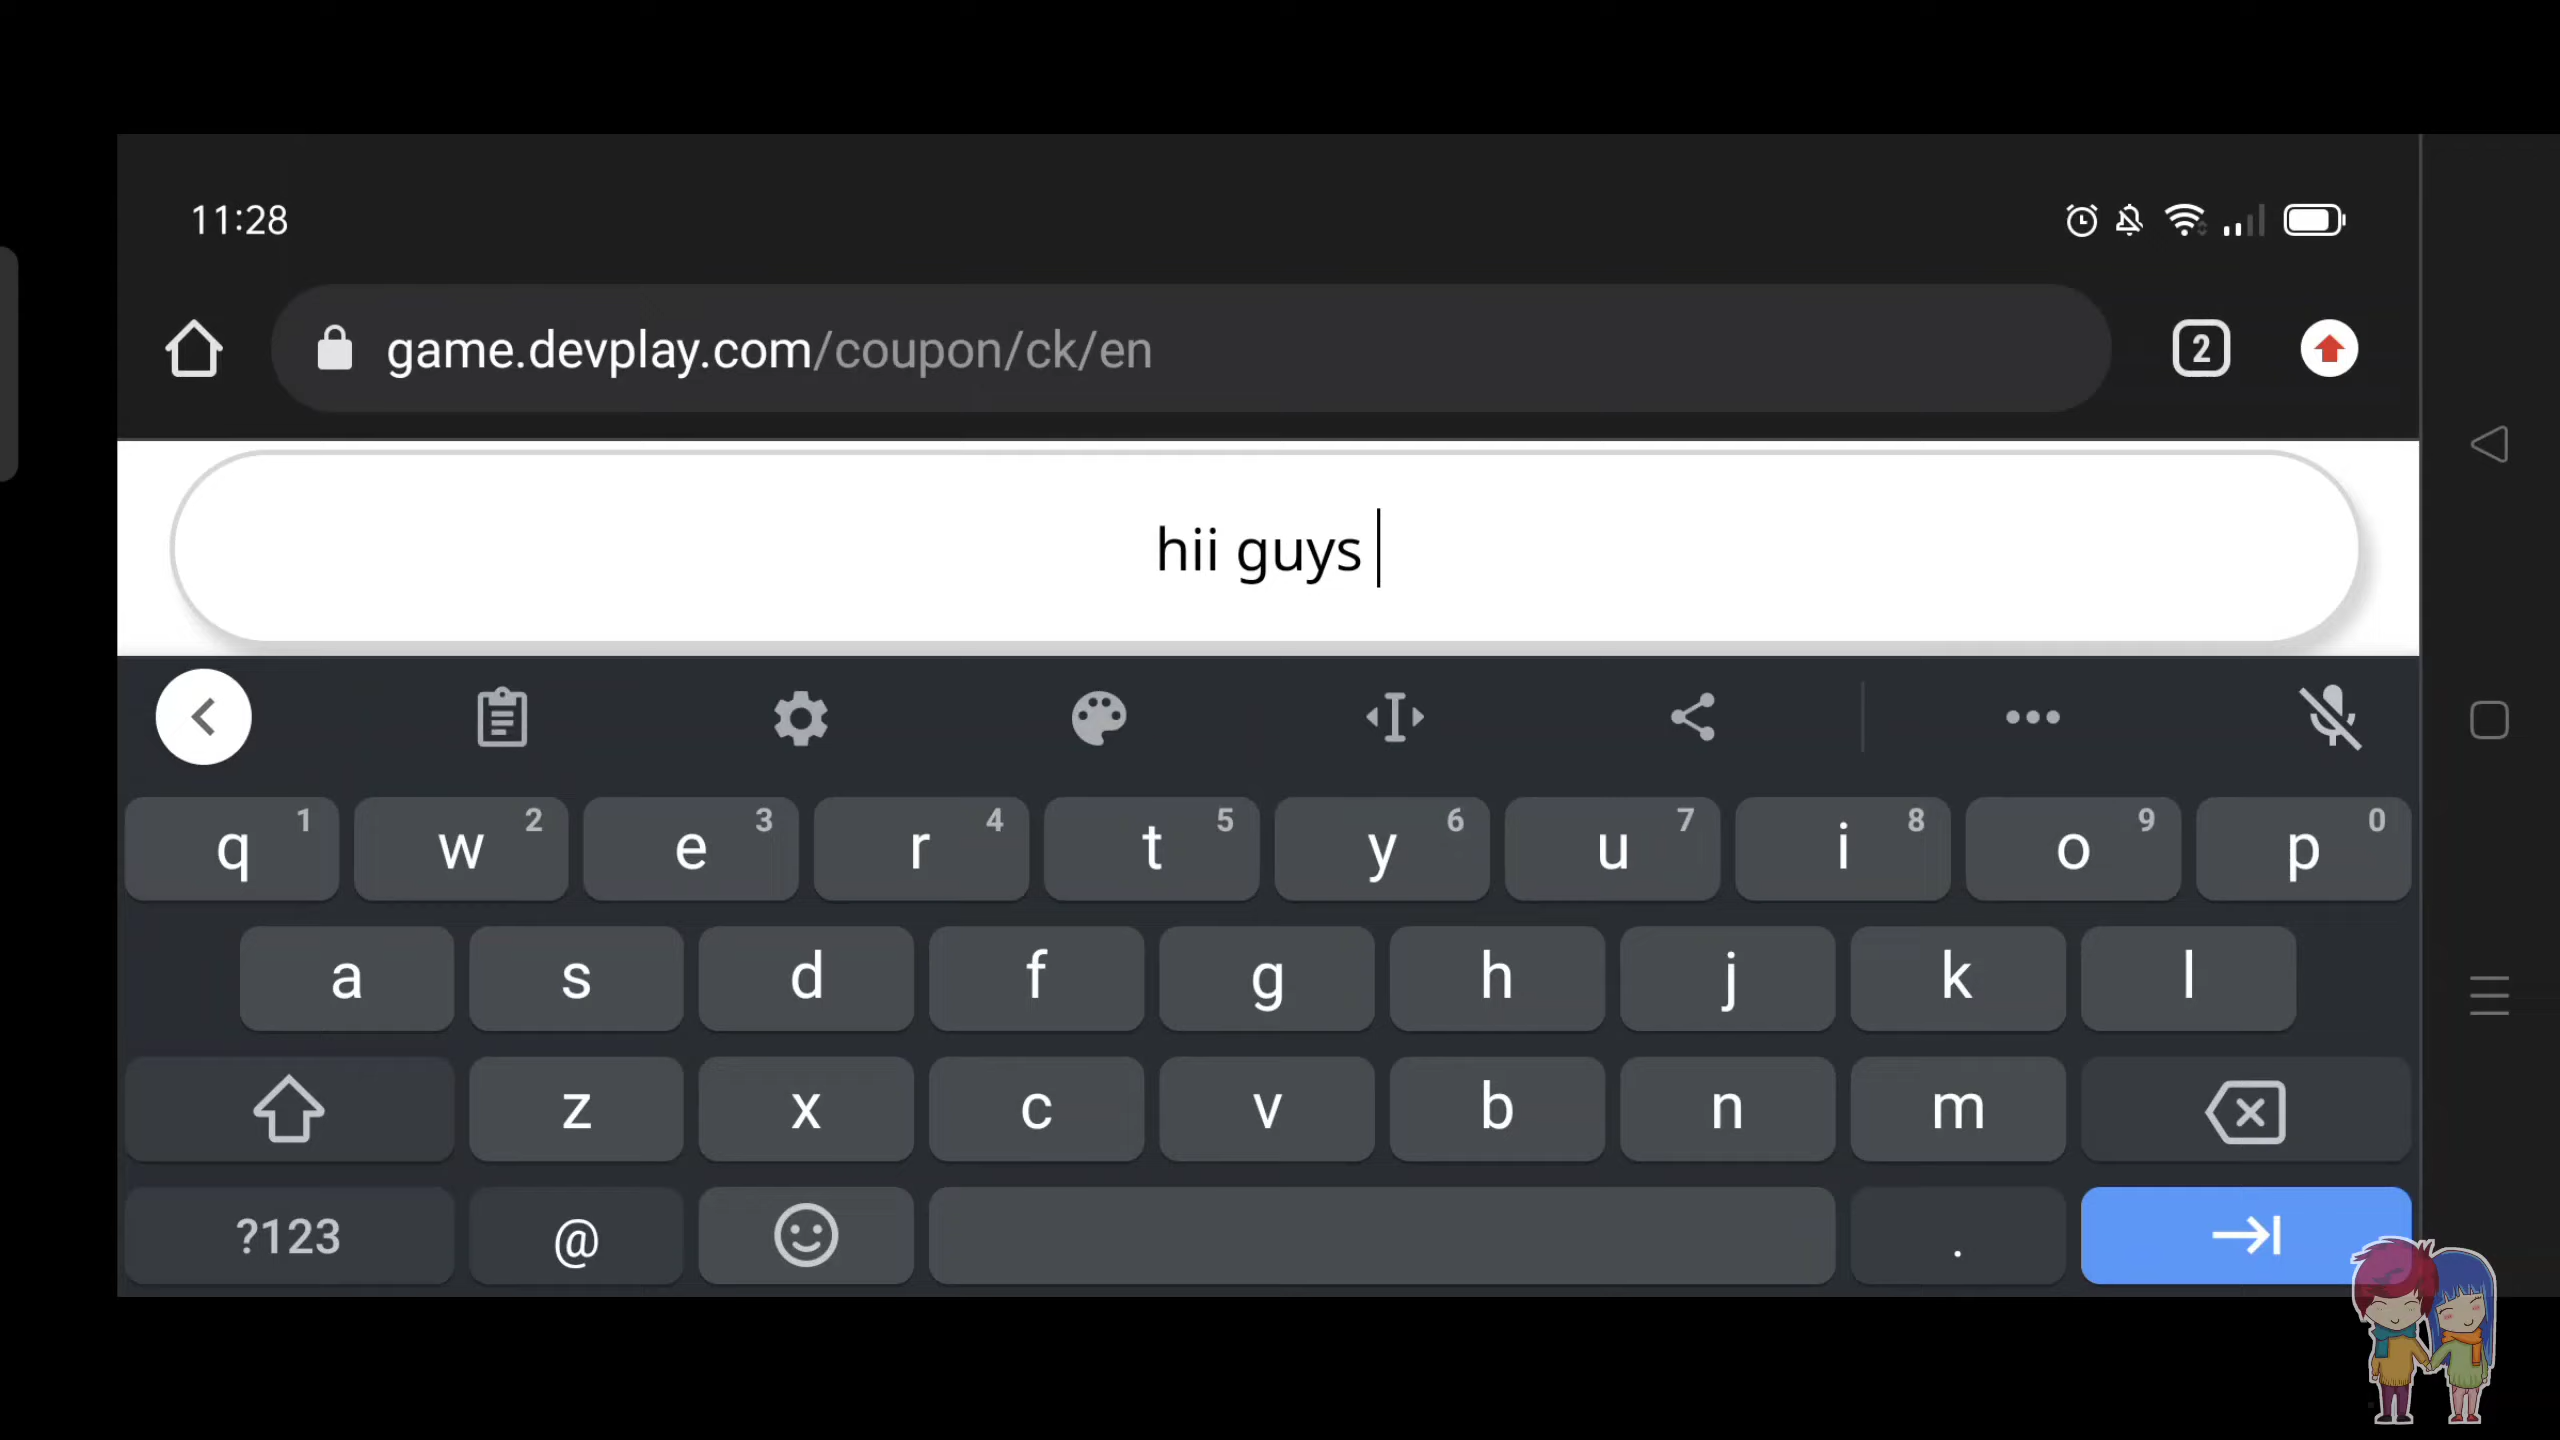 11:28
game.devplay.com/coupon/ck/en
2
hii guys
q 1 w 2 e 3 r 4 t 5 y 6 u 7 i 8 o 9 p 0
a s d f g h j k l
z x c v b n m
?123 @ .